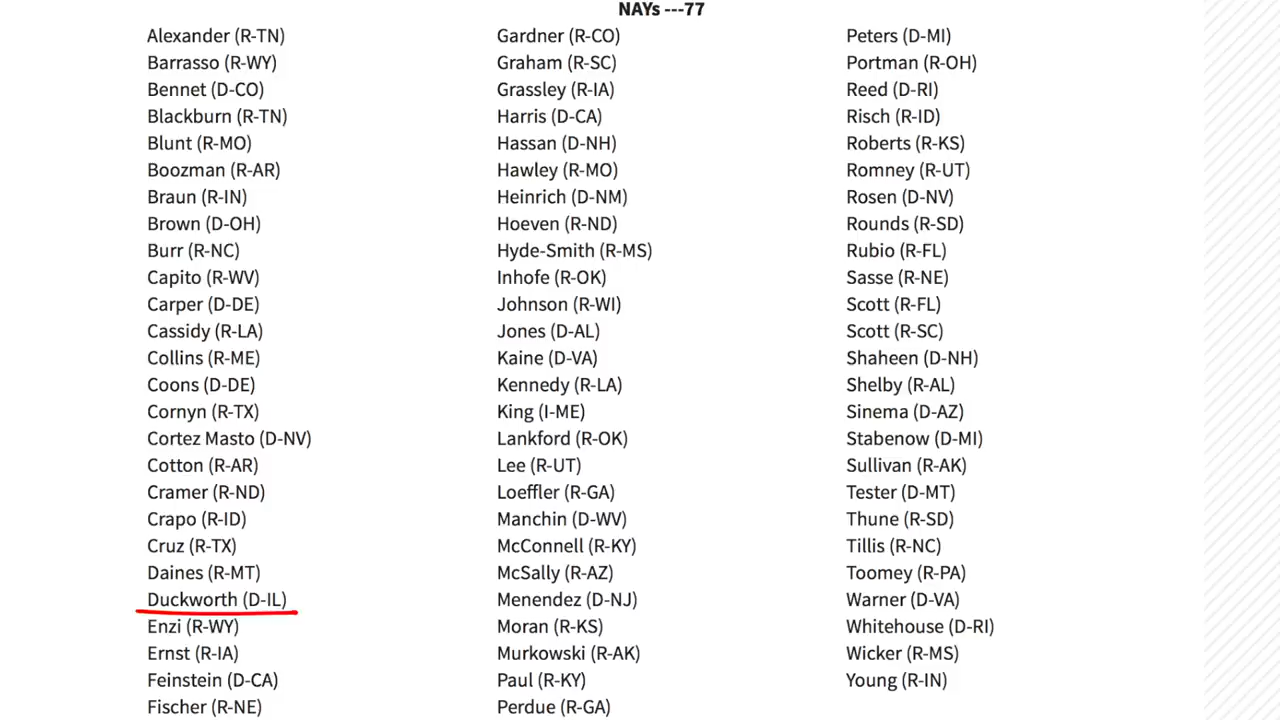 NAYs ---77
Alexander (R-TN)
Barrasso (R-WY)
Bennet (D-CO)
Blackburn (R-TN)
Blunt (R-MO)
Boozman (R-AR)
Braun (R-IN)
Brown (D-OH)
Burr (R-NC)
Capito (R-WV)
Carper (D-DE)
Cassidy (R-LA)
Collins (R-ME)
Coons (D-DE)
Cornyn (R-TX)
Cortez Masto (D-NV)
Cotton (R-AR)
Cramer (R-ND)
Crapo (R-ID)
Cruz (R-TX)
Daines (R-MT)
Duckworth (D-IL)
Enzi (R-WY)
Ernst (R-IA)
Feinstein (D-CA)
Fischer (R-NE)
Gardner (R-CO)
Graham (R-SC)
Grassley (R-IA)
Harris (D-CA)
Hassan (D-NH)
Hawley (R-MO)
Heinrich (D-NM)
Hoeven (R-ND)
Hyde-Smith (R-MS)
Inhofe (R-OK)
Johnson (R-WI)
Jones (D-AL)
Kaine (D-VA)
Kennedy (R-LA)
King (I-ME)
Lankford (R-OK)
Lee (R-UT)
Loeffler (R-GA)
Manchin (D-WV)
McConnell (R-KY)
McSally (R-AZ)
Menendez (D-NJ)
Moran (R-KS)
Murkowski (R-AK)
Paul (R-KY)
Perdue (R-GA)
Peters (D-MI)
Portman (R-OH)
Reed (D-RI)
Risch (R-ID)
Roberts (R-KS)
Romney (R-UT)
Rosen (D-NV)
Rounds (R-SD)
Rubio (R-FL)
Sasse (R-NE)
Scott (R-FL)
Scott (R-SC)
Shaheen (D-NH)
Shelby (R-AL)
Sinema (D-AZ)
Stabenow (D-MI)
Sullivan (R-AK)
Tester (D-MT)
Thune (R-SD)
Tillis (R-NC)
Toomey (R-PA)
Warner (D-VA)
Whitehouse (D-RI)
Wicker (R-MS)
Young (R-IN)